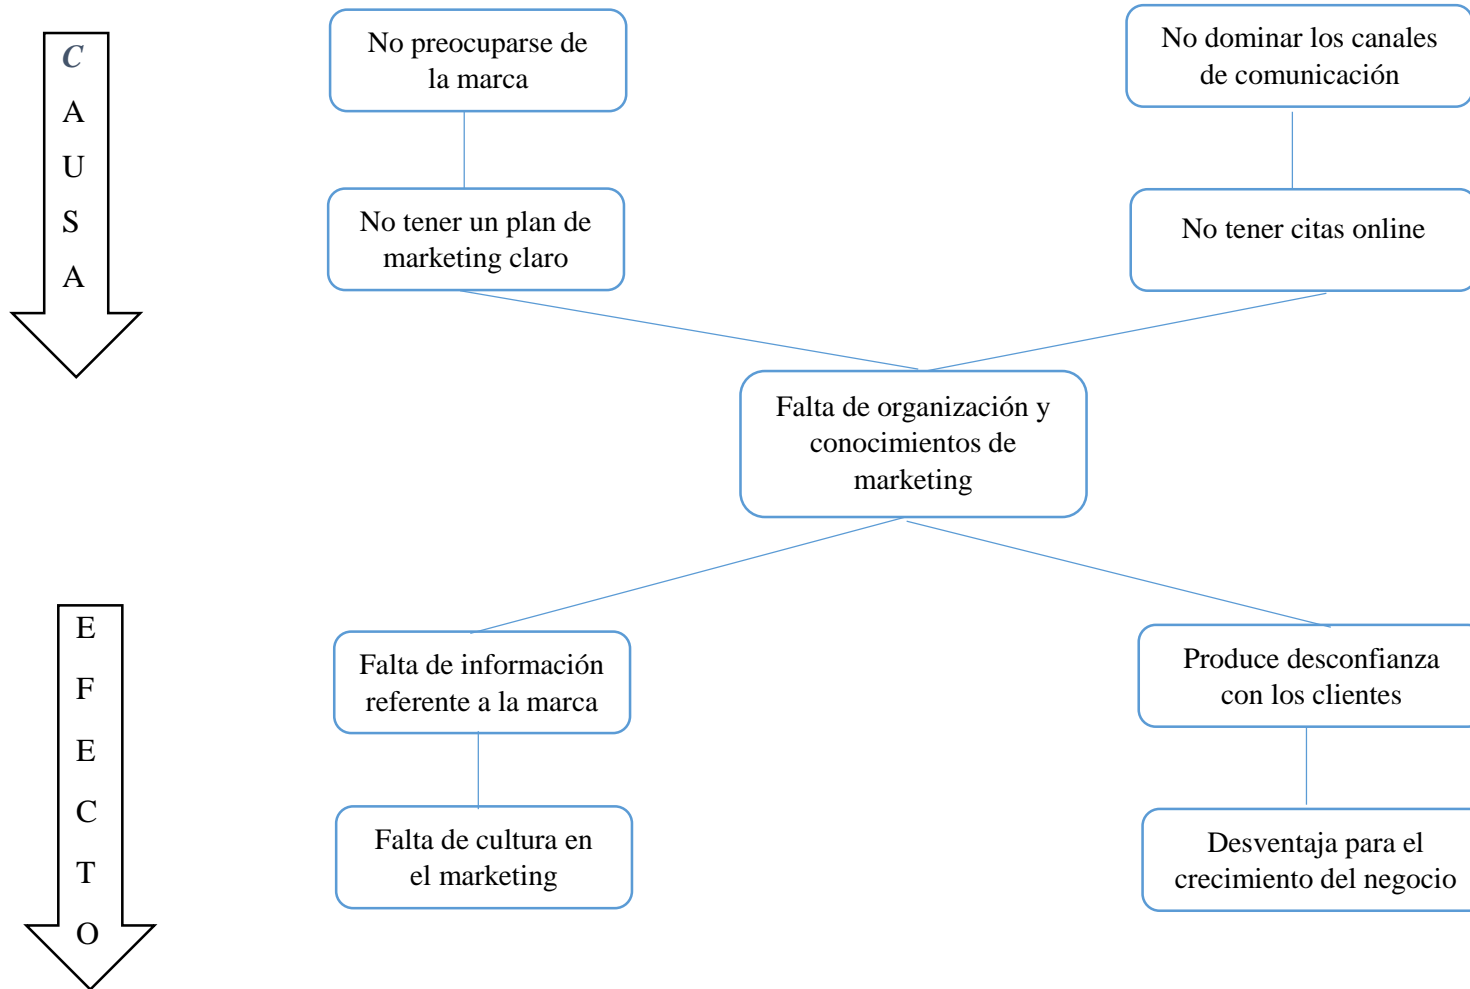 C
A
U
S
A
No preocuparse de
la marca
No dominar los canales
de comunicación
No tener un plan de
marketing claro
No tener citas online
Falta de organización y
conocimientos de
marketing
E
F
E
C
T
O
Falta de información
referente a la marca
Produce desconfianza
con los clientes
Falta de cultura en
el marketing
Desventaja para el
crecimiento del negocio